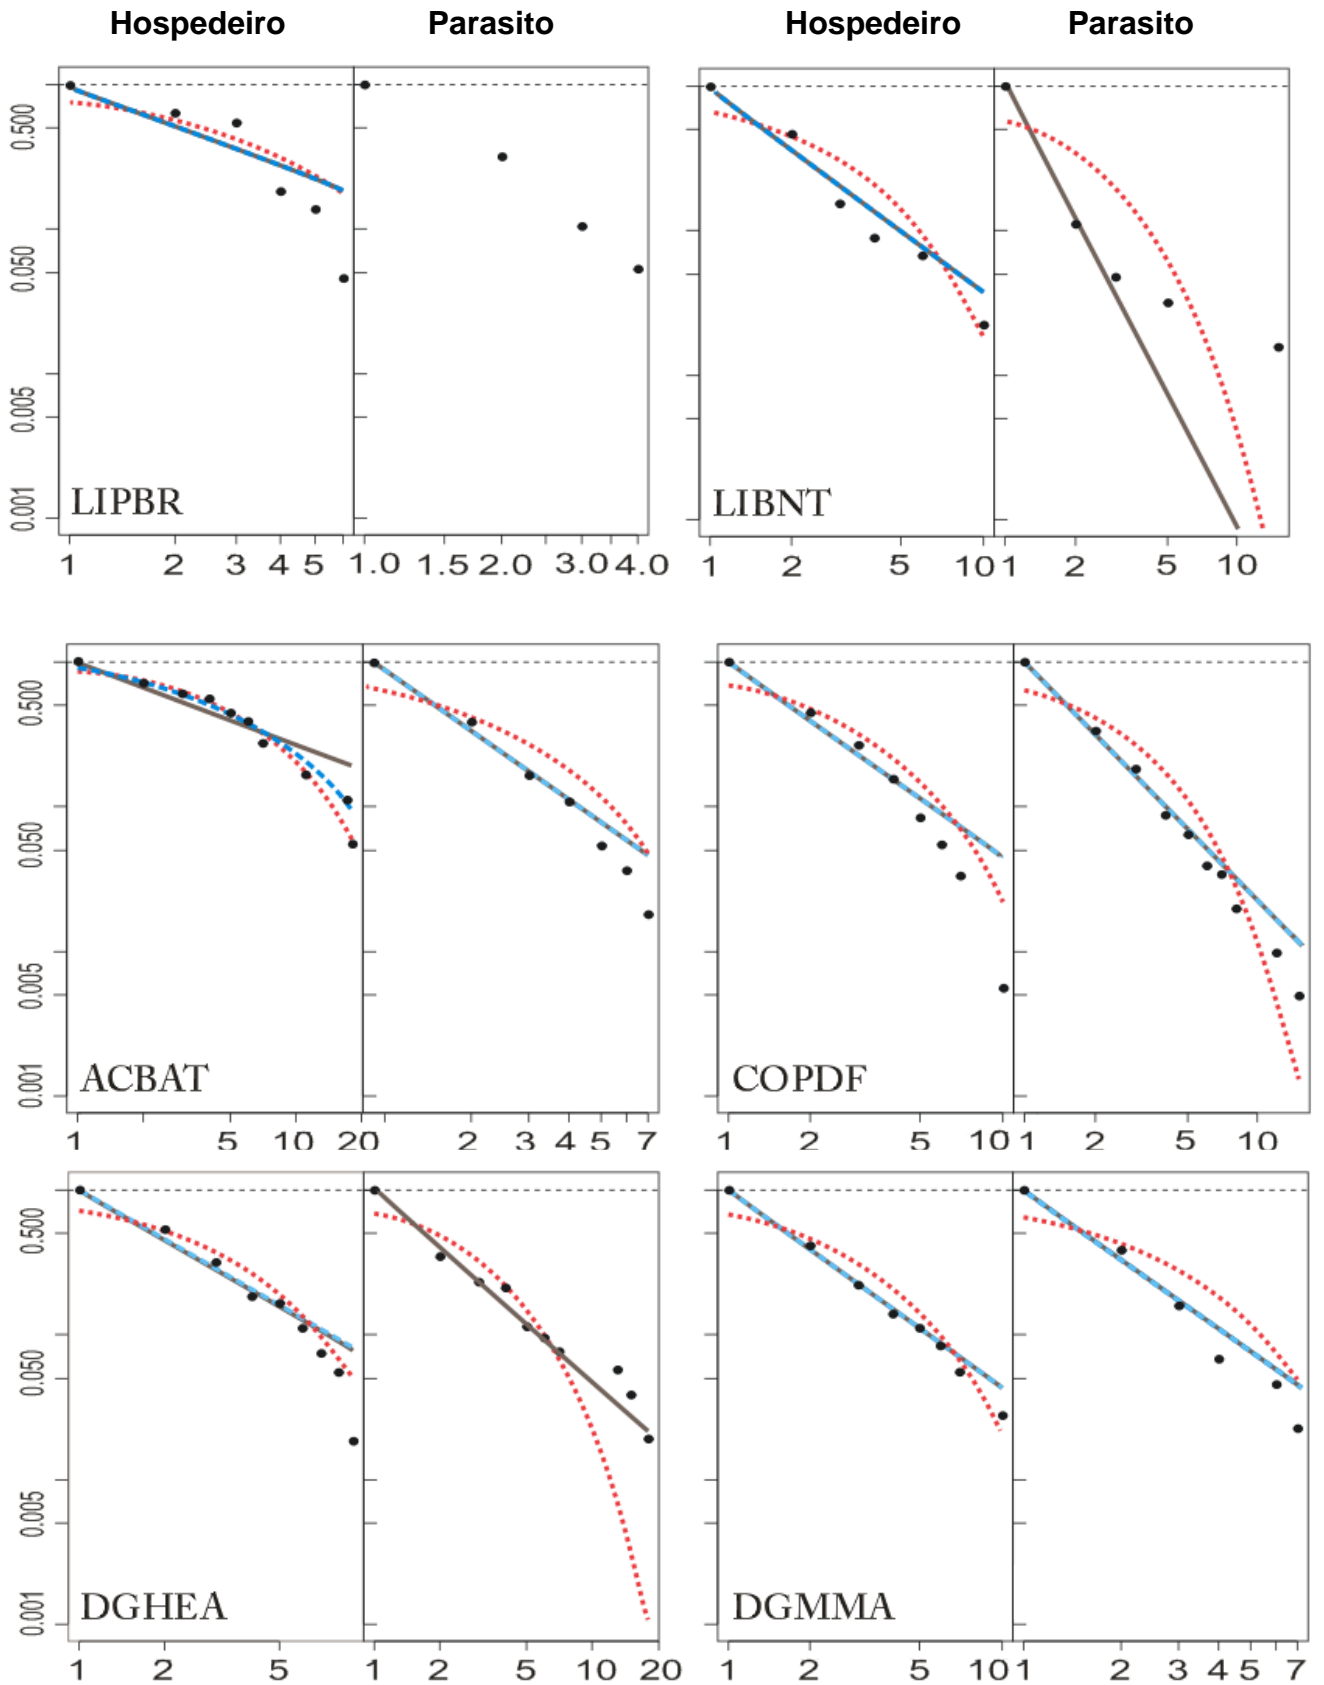 Hospedeiro Parasito Hospedeiro Parasito
0.500
0.050
0.005
0.001
LIPBR
LIBNT
1 2 3 4 5 1.0 1.5 2.0 3.0 4.0 1 2 5 10 1 2 5 10
0.500
0.050
0.005
0.001
ACBAT
COPDF
1 5 10 20 2 3 4 5 7 1 2 5 10 1 2 5 10
0.500
0.050
0.005
0.001
DGHEA
DGMMA
1 2 5 1 2 5 10 20 1 2 5 10 1 2 3 4 5 7